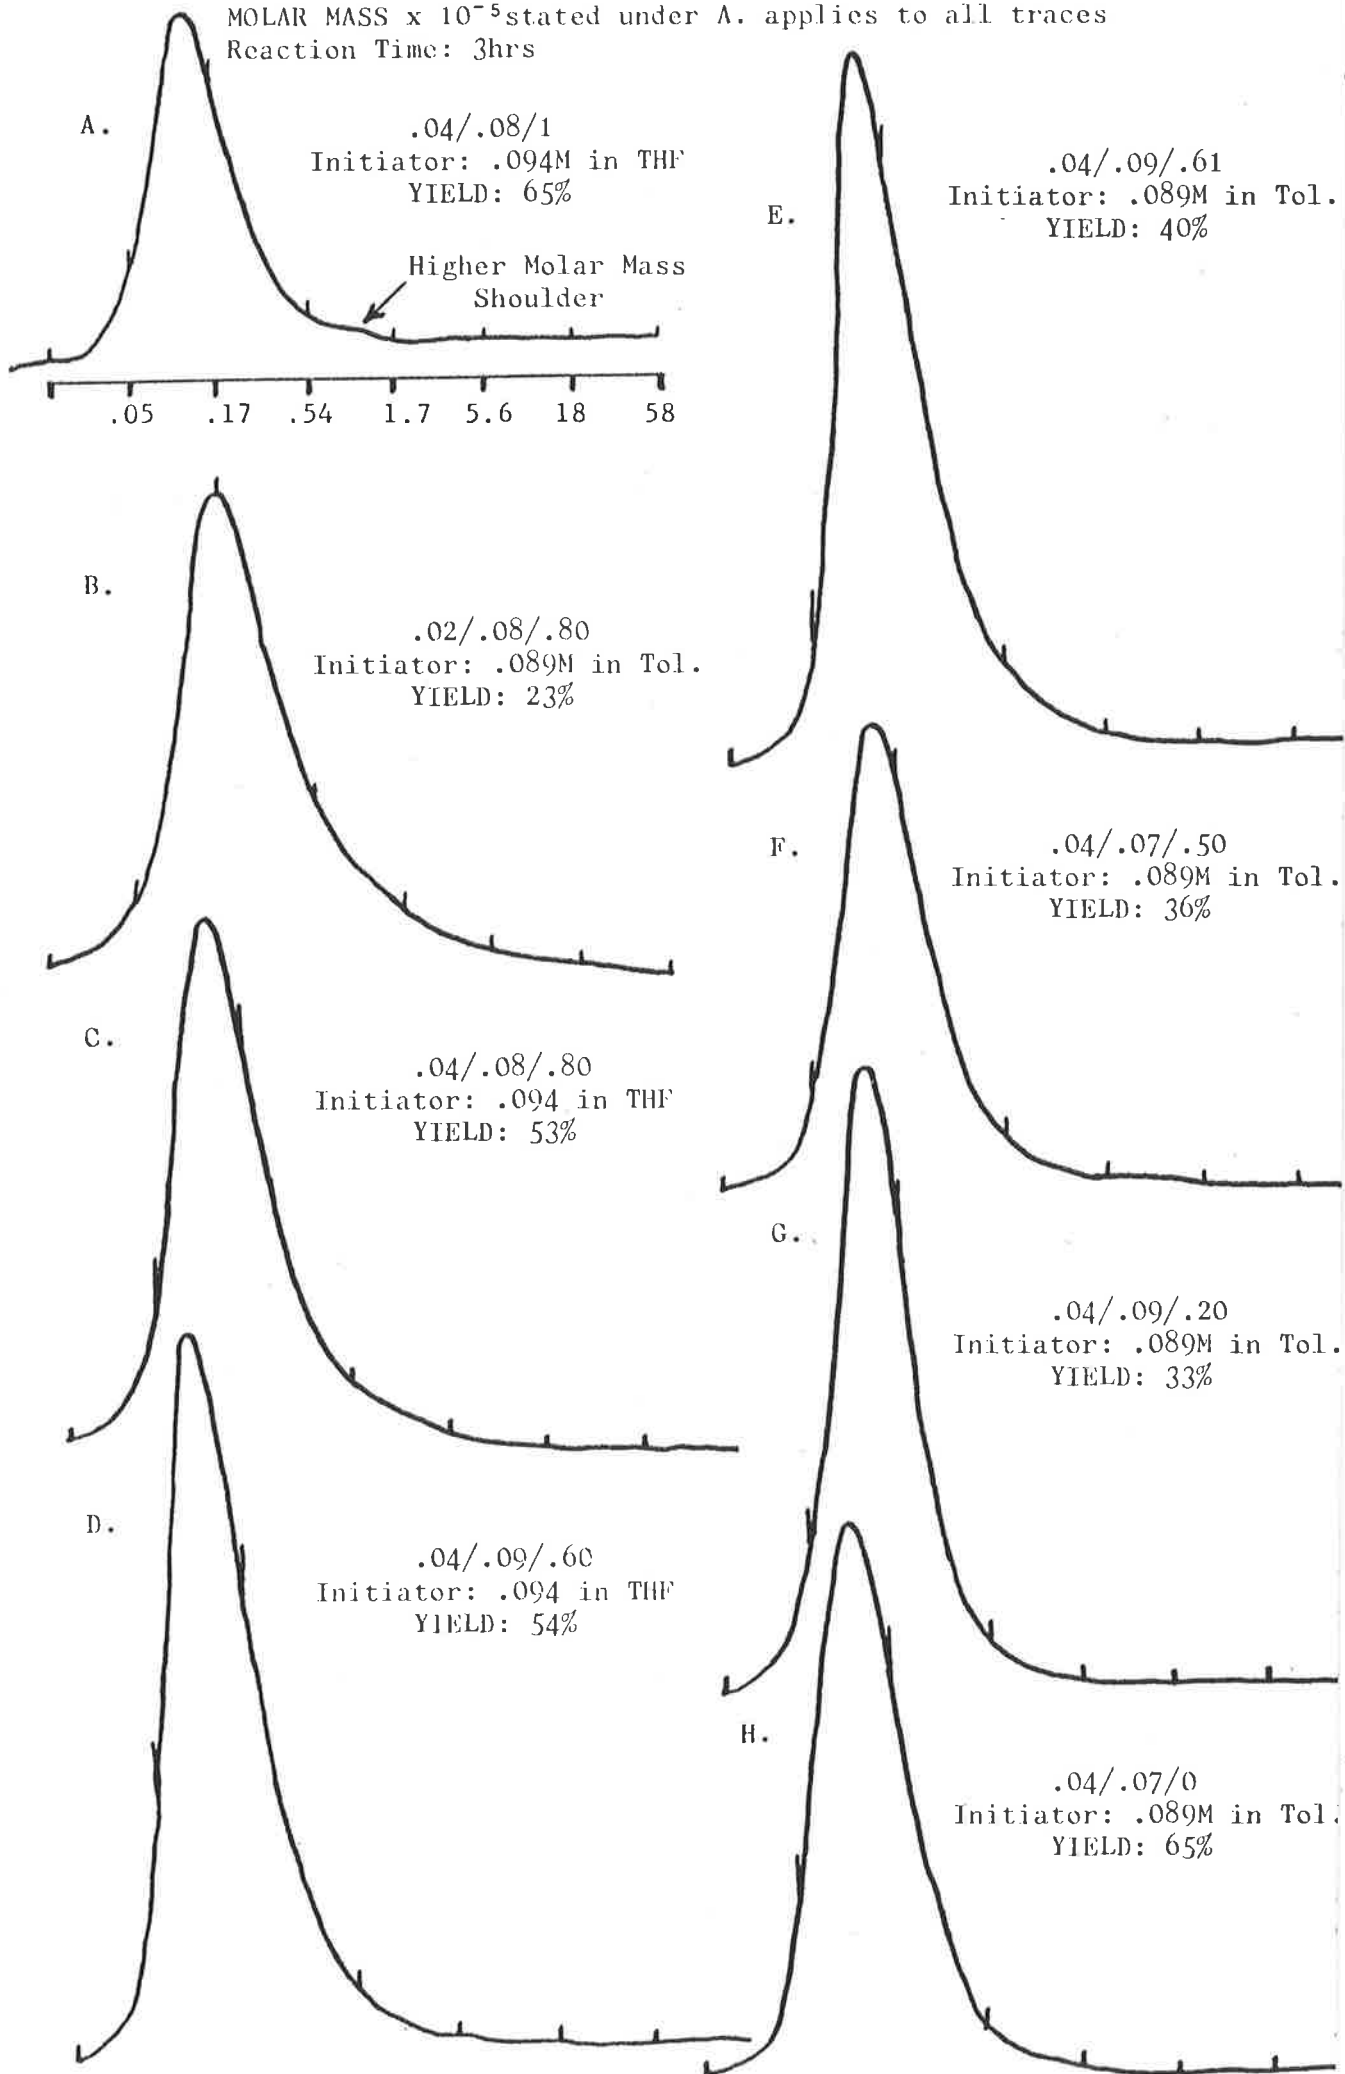 MOLAR MASS x 10⁻⁵ stated under A. applies to all traces
Reaction Time: 3hrs
A.
.04/.08/1
Initiator: .094M in THF
YIELD: 65%
Higher Molar Mass
Shoulder
.05 .17 .54 1.7 5.6 18 58
B.
.02/.08/.80
Initiator: .089M in Tol.
YIELD: 23%
C.
.04/.08/.80
Initiator: .094 in THF
YIELD: 53%
D.
.04/.09/.60
Initiator: .094 in THF
YIELD: 54%
E.
.04/.09/.61
Initiator: .089M in Tol.
YIELD: 40%
F.
.04/.07/.50
Initiator: .089M in Tol.
YIELD: 36%
G.
.04/.09/.20
Initiator: .089M in Tol.
YIELD: 33%
H.
.04/.07/0
Initiator: .089M in Tol.
YIELD: 65%